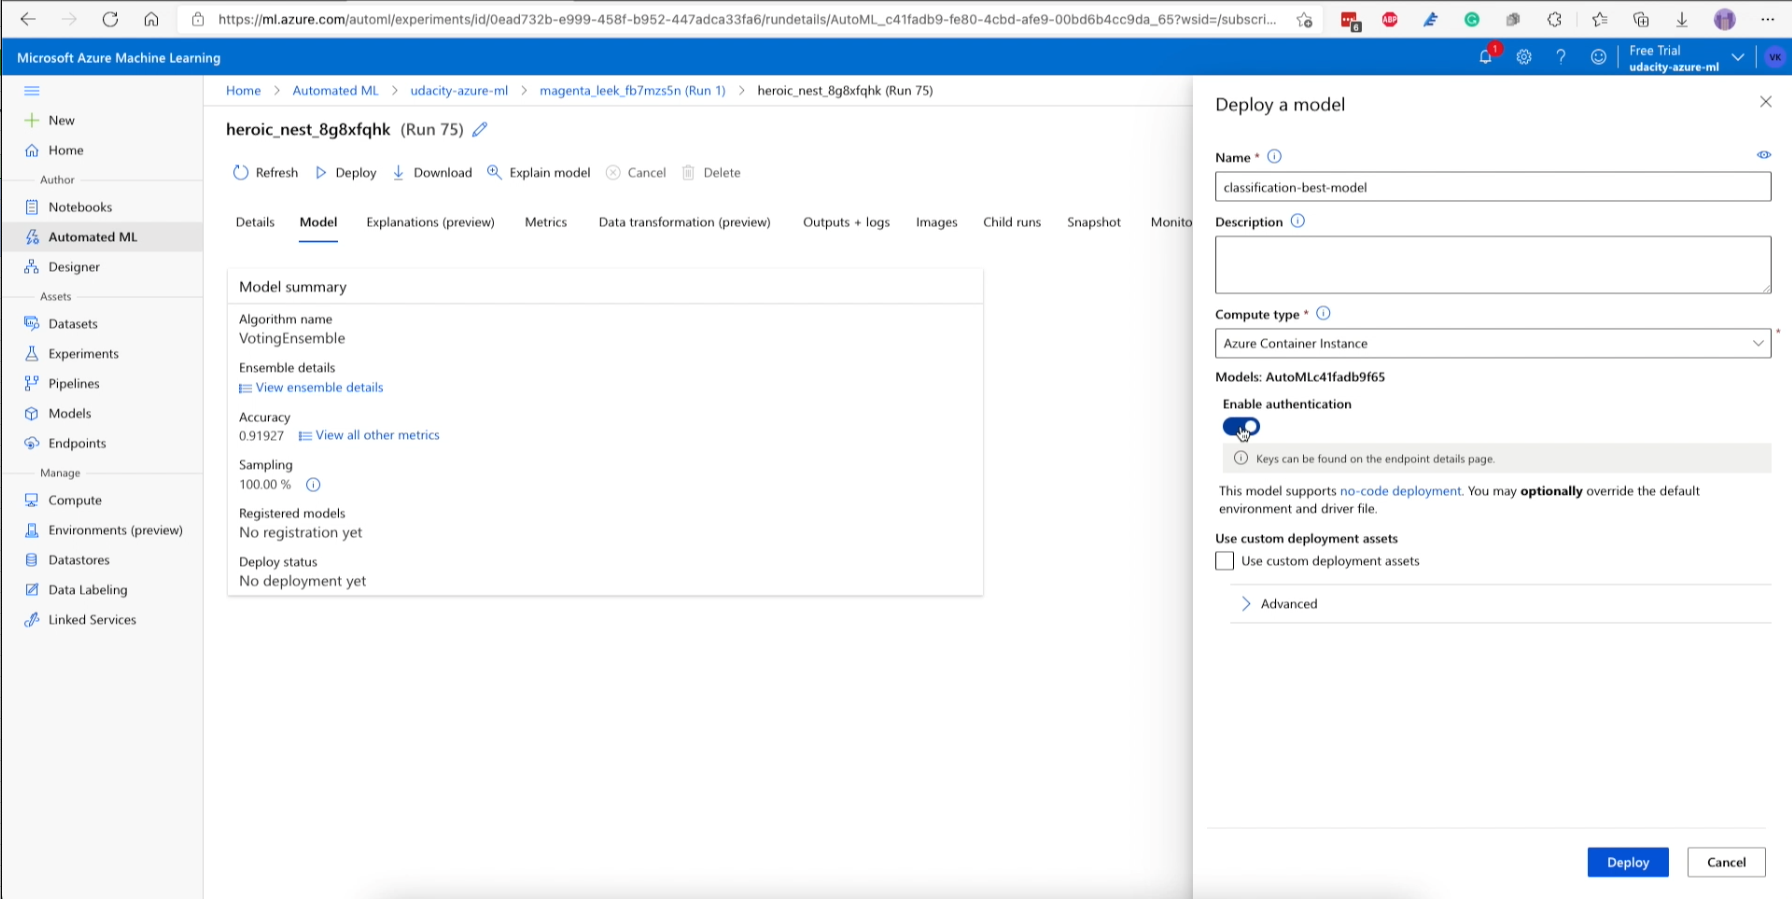 https://ml.azure.com/automl/experiments/id/0ead732b-e999-458f-b952-447adca33fa6/rundetails/AutoML_c41fadb9-fe80-4cbd-afe9-00bd6b4cc9da_65?wsid=/subscri...
6
ABP
Microsoft Azure Machine Learning
1
Free Trial
udacity-azure-ml
VK
New
Home
Author
Notebooks
Automated ML
Designer
Assets
Datasets
Experiments
Pipelines
Models
Endpoints
Manage
Compute
Environments (preview)
Datastores
Data Labeling
Linked Services
Home > Automated ML > udacity-azure-ml > magenta_leek_fb7mzs5n (Run 1) > heroic_nest_8g8xfqhk (Run 75)
heroic_nest_8g8xfqhk (Run 75)
Refresh Deploy Download Explain model Cancel Delete
Details Model Explanations (preview) Metrics Data transformation (preview) Outputs + logs Images Child runs Snapshot Monito
Model summary
Algorithm name
VotingEnsemble
Ensemble details
View ensemble details
Accuracy
0.91927 View all other metrics
Sampling
100.00 %
Registered models
No registration yet
Deploy status
No deployment yet
Deploy a model
Name *
classification-best-model
Description
Compute type *
Azure Container Instance
*
Models: AutoMLc41fadb9f65
Enable authentication
Keys can be found on the endpoint details page.
This model supports no-code deployment. You may optionally override the default
environment and driver file.
Use custom deployment assets
Use custom deployment assets
Advanced
Deploy Cancel